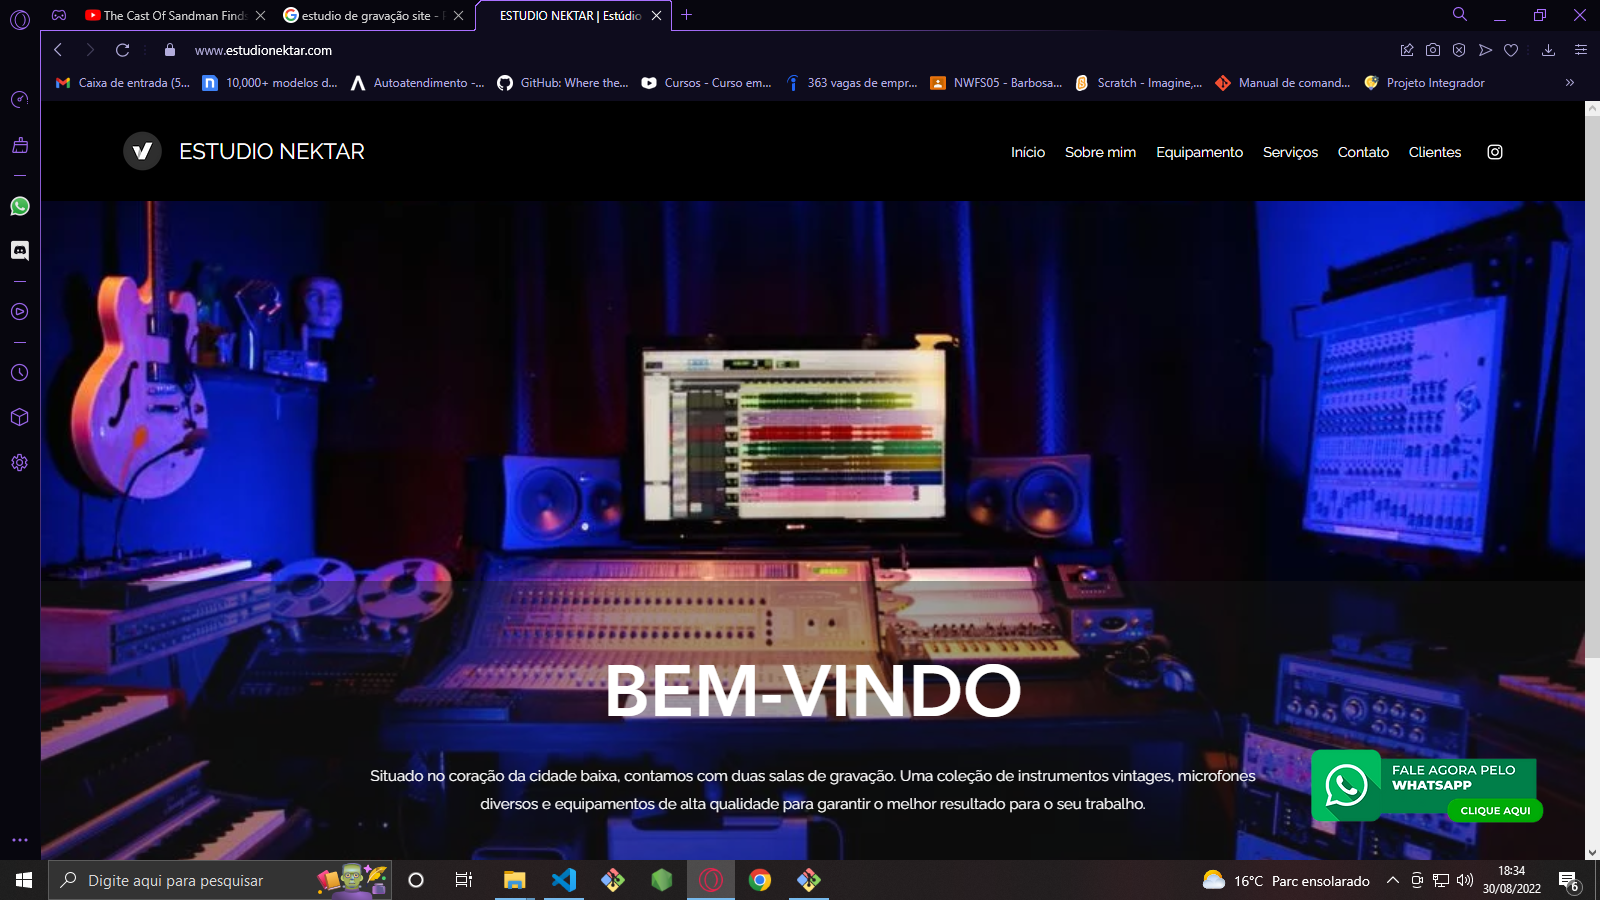 The Cast Of Sandman Finds
estudio de gravação site -
ESTUDIO NEKTAR | Estúdio
www.estudionektar.com
Caixa de entrada (5...
10,000+ modelos d...
Autoatendimento -...
GitHub: Where the...
Cursos - Curso em...
363 vagas de empr...
NWFS05 - Barbosa...
Scratch - Imagine,...
Manual de comand...
Projeto Integrador
ESTUDIO NEKTAR
Início
Sobre mim
Equipamento
Serviços
Contato
Clientes
BEM-VINDO
Situado no coração da cidade baixa, contamos com duas salas de gravação. Uma coleção de instrumentos vintages, microfones
diversos e equipamentos de alta qualidade para garantir o melhor resultado para o seu trabalho.
FALE AGORA PELO
WHATSAPP
CLIQUE AQUI
Digite aqui para pesquisar
16°C Parc ensolarado
18:34
30/08/2022
6